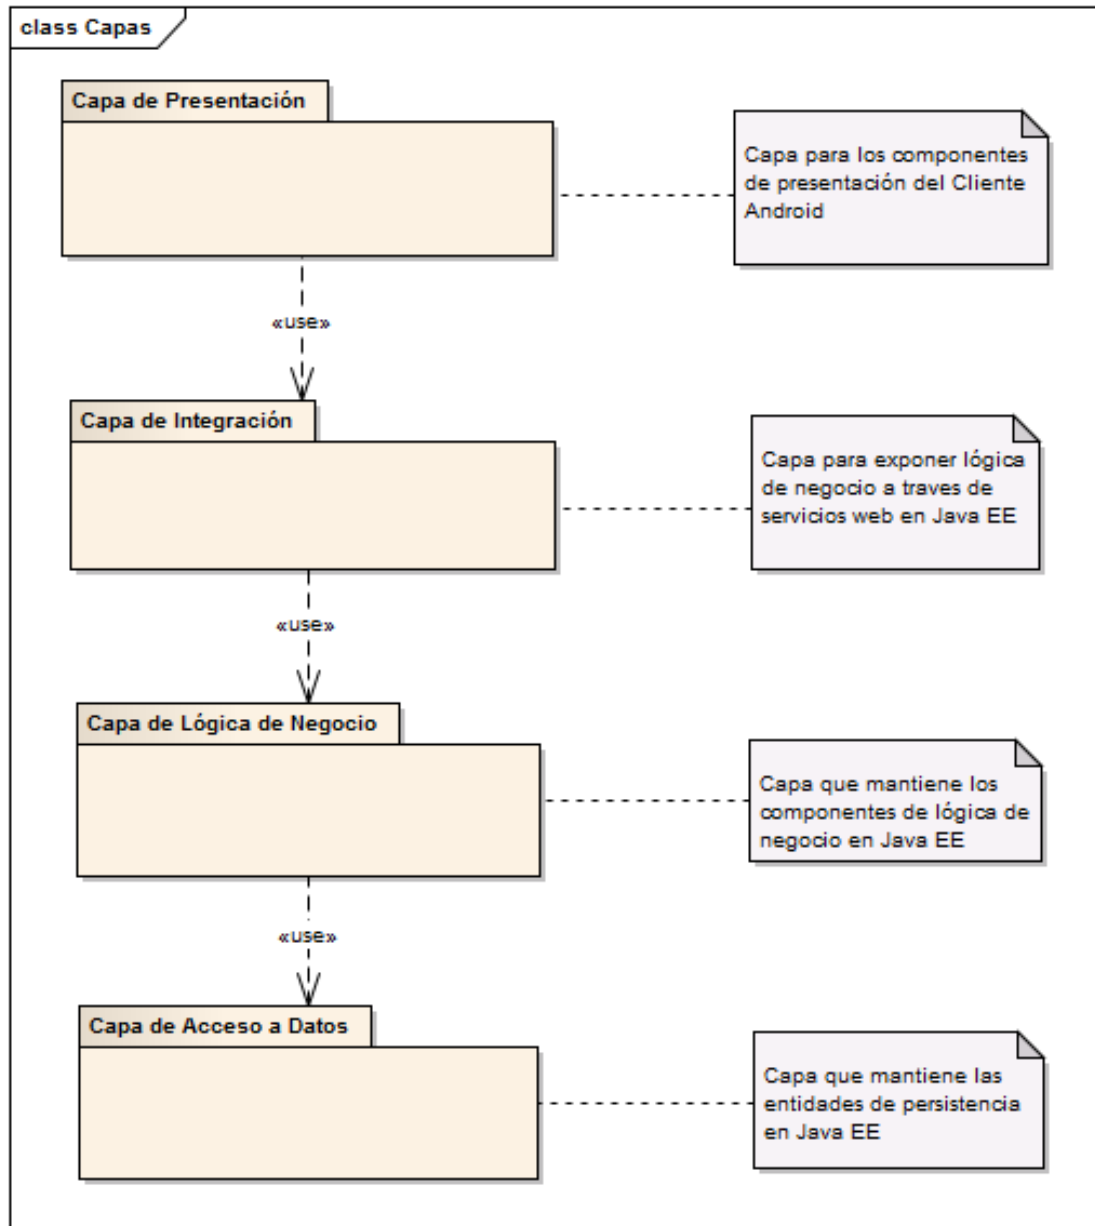 class Capas
Capa de Presentación
Capa para los componentes
de presentación del Cliente
Android
«use»
Capa de Integración
Capa para exponer lógica
de negocio a traves de
servicios web en Java EE
«use»
Capa de Lógica de Negocio
Capa que mantiene los
componentes de lógica de
negocio en Java EE
«use»
Capa de Acceso a Datos
Capa que mantiene las
entidades de persistencia
en Java EE